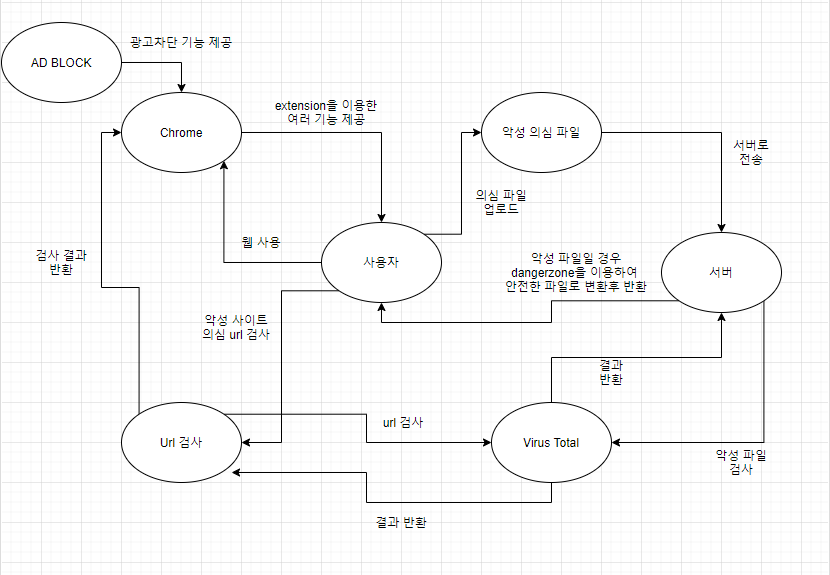 광고차단 기능 제공
AD BLOCK
Chrome
extension을 이용한
여러 기능 제공
악성 의심 파일
서버로
전송
의심 파일
업로드
웹 사용
검사 결과
반환
사용자
악성 파일일 경우
dangerzone을 이용하여
안전한 파일로 변환후 반환
서버
악성 사이트
의심 url 검사
결과
반환
url 검사
Url 검사
Virus Total
악성 파일
검사
결과 반환